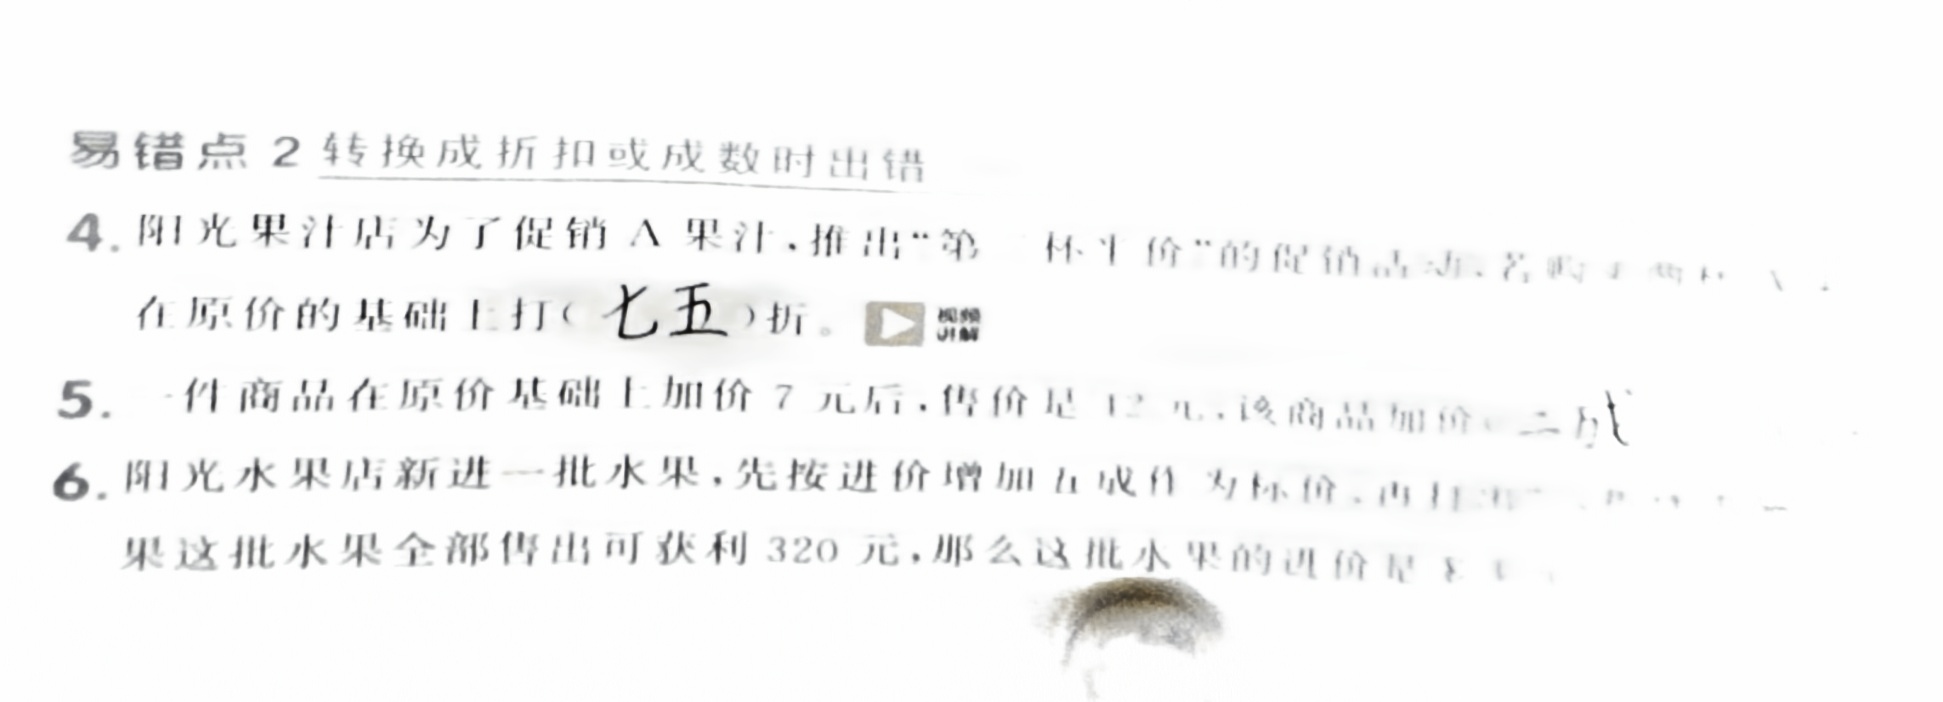 易错点 2 转换成折扣或成数时出错
4. 阳光果汁店为了促销 A 果汁,推出“第 杯半价”的促销活动,若购
在原价的基础上打(七五)折。 视频讲解
5. 一件商品在原价基础上加价 7 元后,售价是 12 元,该商品加价
6. 阳光水果店新进一批水果,先按进价增加五成作为标价,再打
果这批水果全部售出可获利 320 元,那么这批水果的进价是